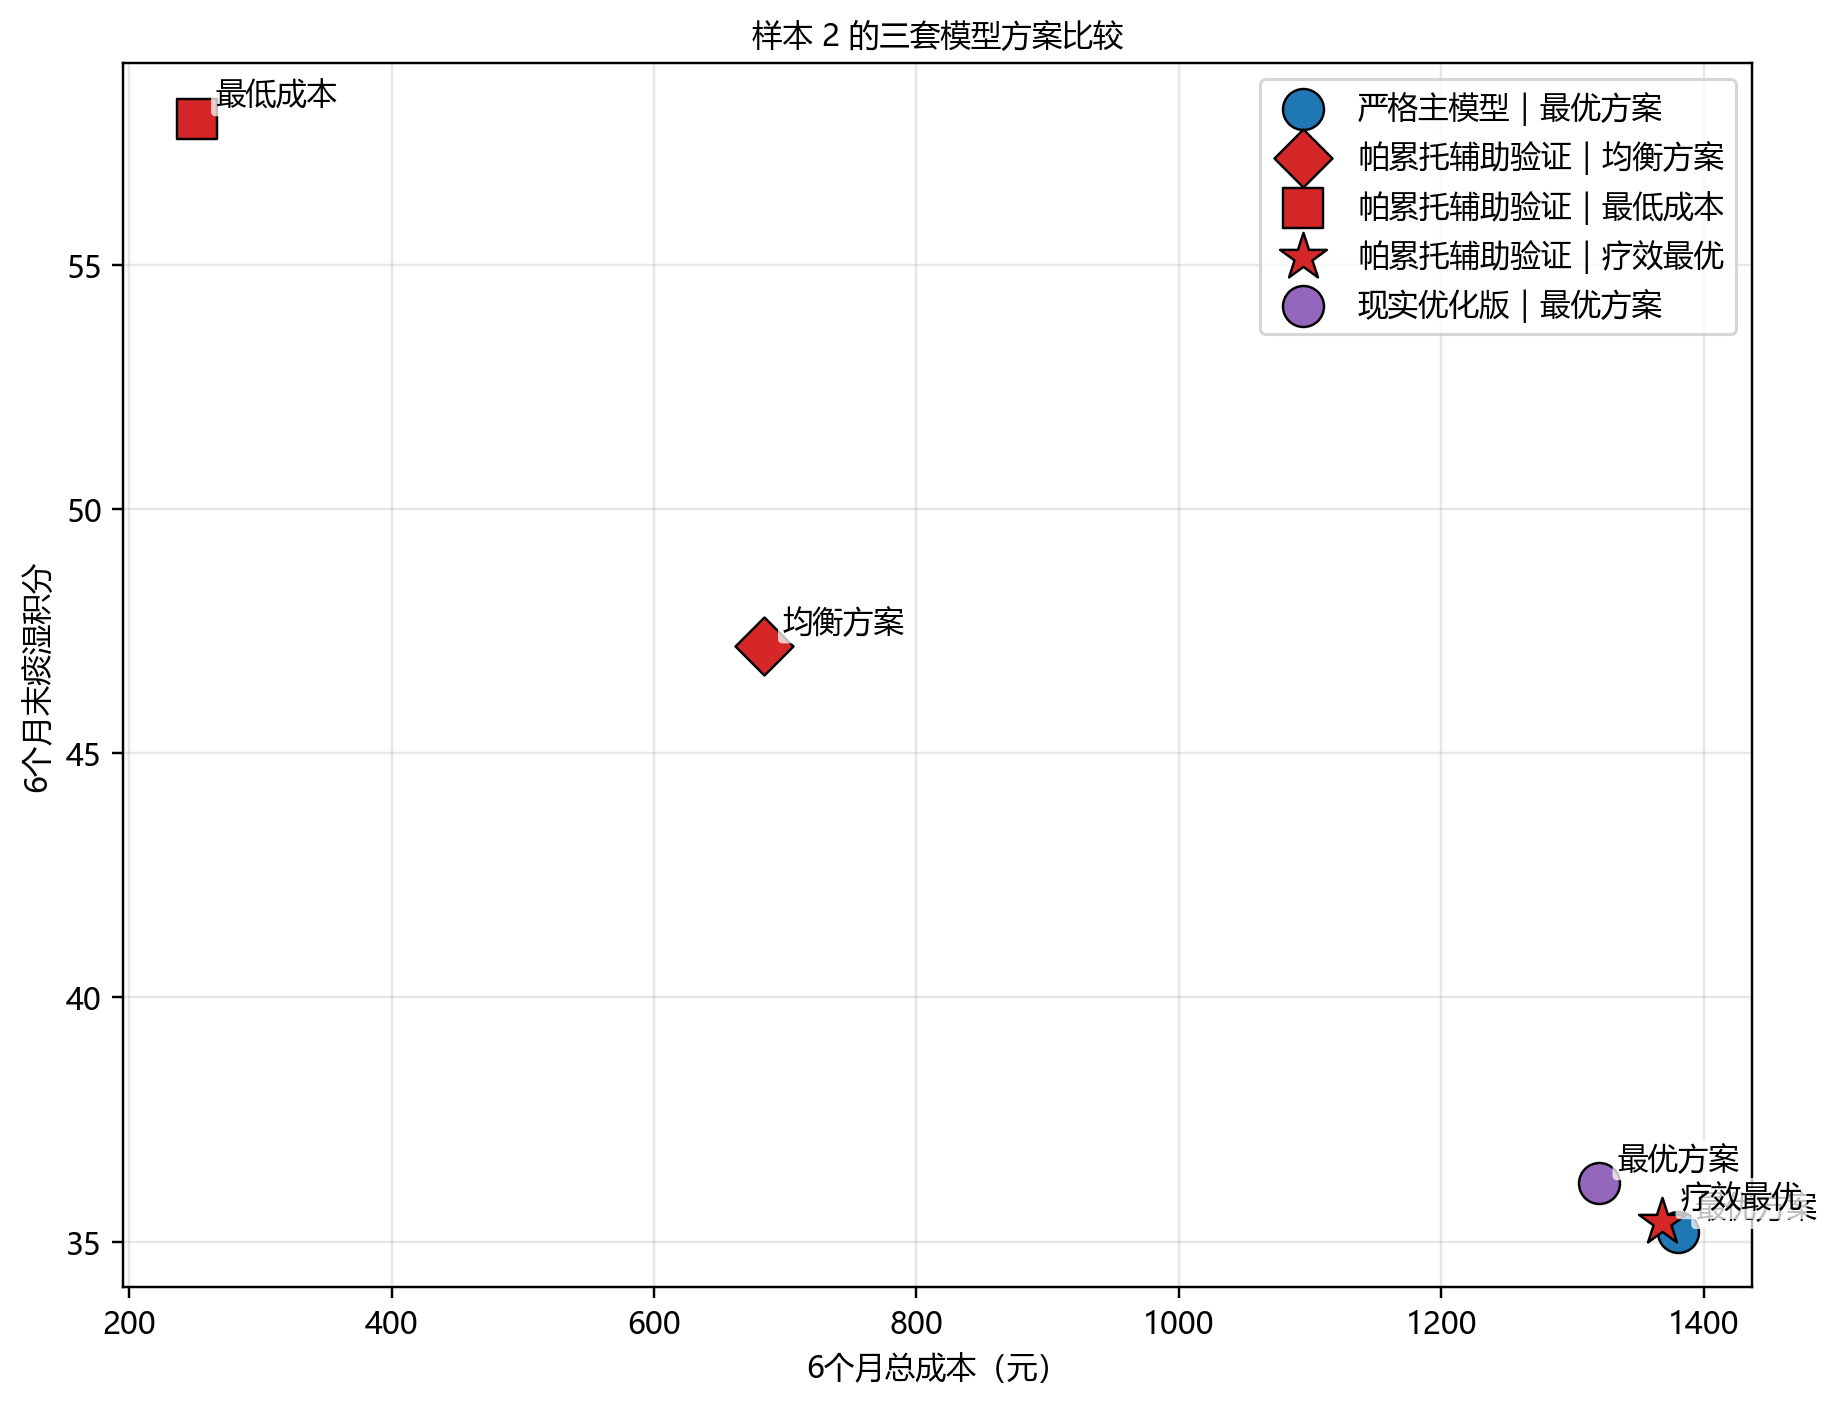 样本 2 的三套模型方案比较
最低成本
严格主模型｜最优方案
帕累托辅助验证｜均衡方案
帕累托辅助验证｜最低成本
帕累托辅助验证｜疗效最优
现实优化版｜最优方案
55
50
均衡方案
6个月末痰湿积分
45
40
最优方案
疗效最优
最优方案
35
200 400 600 800 1000 1200 1400
6个月总成本（元）